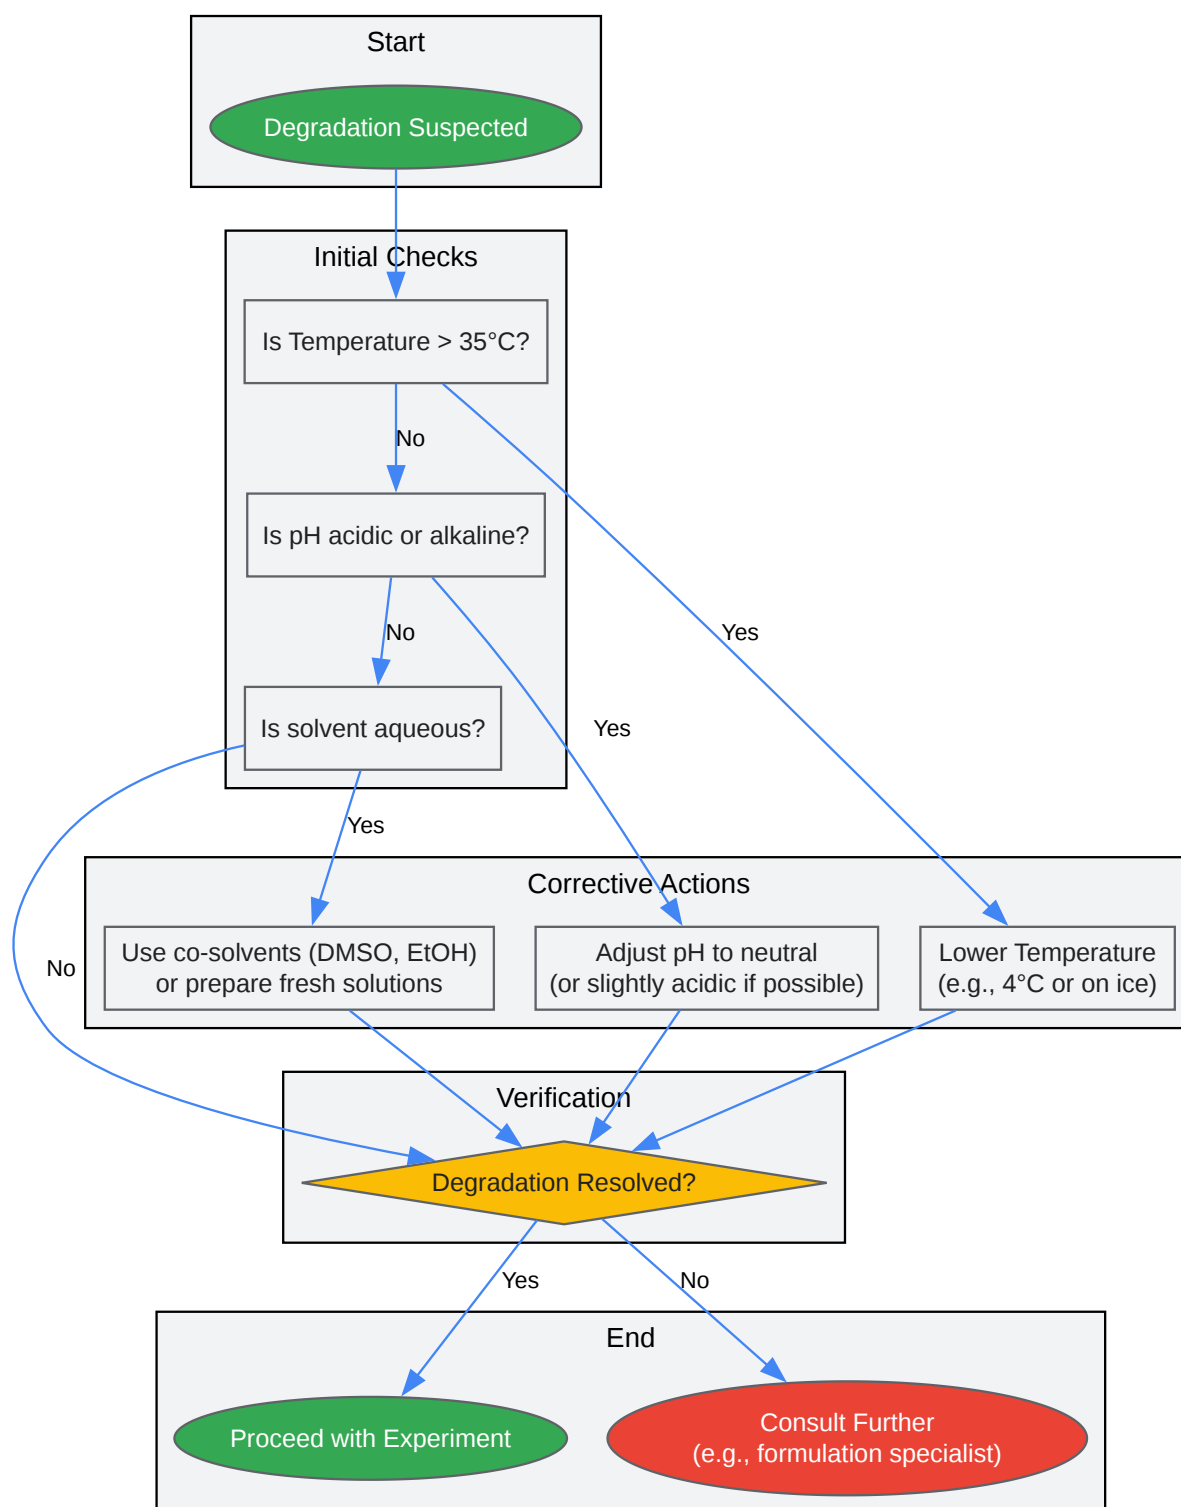 Start
Degradation Suspected
Initial Checks
Is Temperature > 35°C?
No
Is pH acidic or alkaline?
No
Yes
Is solvent aqueous?
Yes
Yes
Corrective Actions
Use co-solvents (DMSO, EtOH)
or prepare fresh solutions
Adjust pH to neutral
(or slightly acidic if possible)
Lower Temperature
(e.g., 4°C or on ice)
No
Verification
Degradation Resolved?
Yes
No
End
Proceed with Experiment
Consult Further
(e.g., formulation specialist)